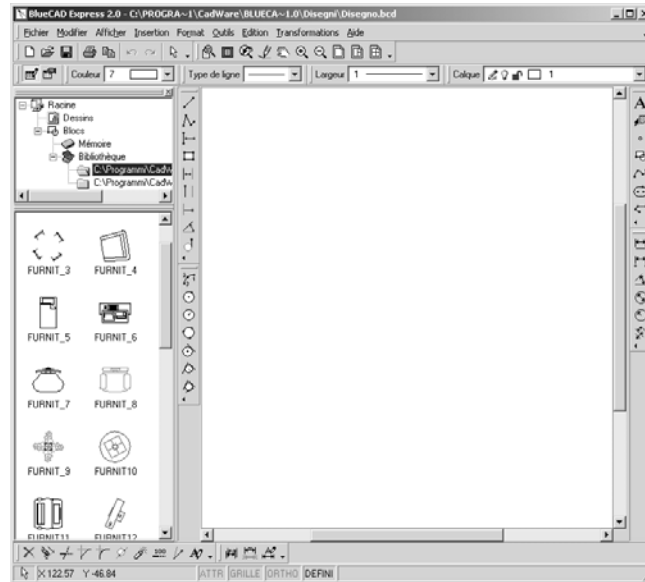 BlueCAD Express 2.0 - C:\PROGRA~1\CadWare\BLUECA~1.0\Disegni\Disegno.bcd
Fichier Modifier Afficher Insertion Format Outils Edition Transformations Aide
Couleur 7 Type de ligne Largeur 1 Calque 1
Racine
Dessins
Blocs
Mémoire
Bibliothèque
C:\Programmi\CadW
C:\Programmi\CadW
FURNIT_3 FURNIT_4
FURNIT_5 FURNIT_6
FURNIT_7 FURNIT_8
FURNIT_9 FURNIT10
FURNIT11 FURNIT12
X 122.57 Y -46.84 ATTR GRILLE ORTHO DEFINI